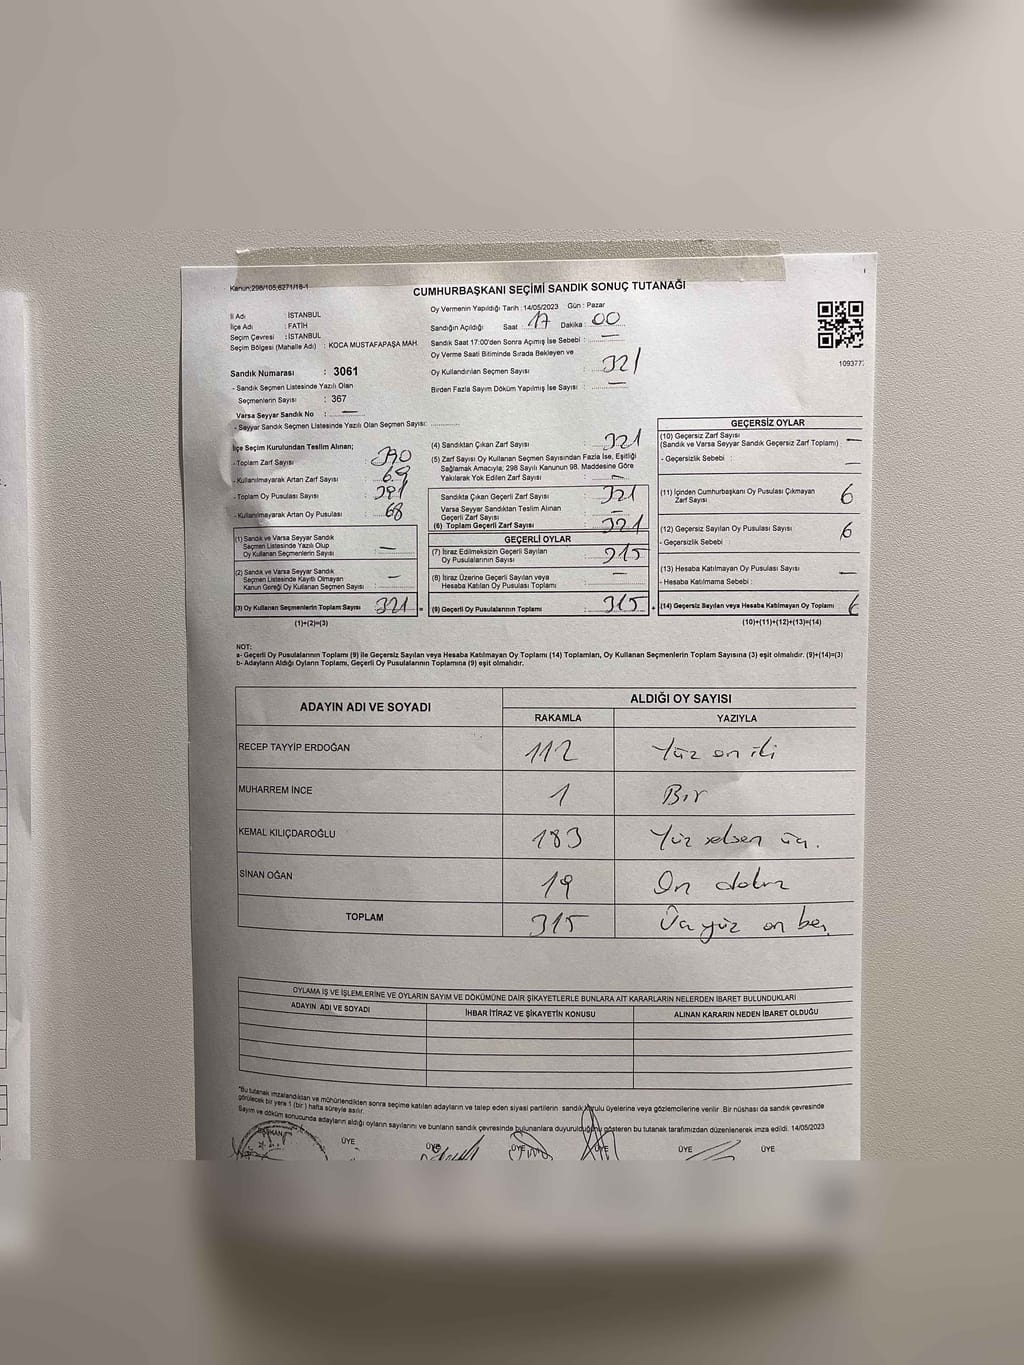 Kanun;298/105,6271/18-1
CUMHURBAŞKANI SEÇİMİ SANDIK SONUÇ TUTANAĞI
İl Adı : İSTANBUL
İlçe Adı : FATİH
Seçim Çevresi : İSTANBUL
Seçim Bölgesi (Mahalle Adı) : KOCA MUSTAFAPAŞA MAH.
Sandık Numarası : 3061
- Sandık Seçmen Listesinde Yazılı Olan
Seçmenlerin Sayısı : 367
Varsa Seyyar Sandık No : —
- Seyyar Sandık Seçmen Listesinde Yazılı Olan Seçmen Sayısı:
Oy Vermenin Yapıldığı Tarih : 14/05/2023 Gün : Pazar
Sandığın Açıldığı Saat 17 Dakika : 00
Sandık Saat 17:00'den Sonra Açımış İse Sebebi : —
Oy Verme Saati Bitiminde Sırada Bekleyen ve
Oy Kullandırılan Seçmen Sayısı : 321
Birden Fazla Sayım Döküm Yapılmış İse Sayısı : —
109377
İlçe Seçim Kurulundan Teslim Alınan;
- Toplam Zarf Sayısı : 390
- Kullanılmayarak Artan Zarf Sayısı : 69
- Toplam Oy Pusulası Sayısı :
- Kullanılmayarak Artan Oy Pusulası : 68
(1) Sandık ve Varsa Seyyar Sandık
Seçmen Listesinde Yazılı Olup
Oy Kullanan Seçmenlerin Sayısı : —
(2) Sandık ve Varsa Seyyar Sandık
Seçmen Listesinde Kayıtlı Olmayan
Kanun Gereği Oy Kullanan Seçmen Sayısı : —
(3) Oy Kullanan Seçmenlerin Toplam Sayısı 321 =
(1)+(2)=(3)
(4) Sandıktan Çıkan Zarf Sayısı : 321
(5) Zarf Sayısı Oy Kullanan Seçmen Sayısından Fazla İse, Eşitliği
Sağlamak Amacıyla; 298 Sayılı Kanunun 98. Maddesine Göre
Yakılarak Yok Edilen Zarf Sayısı : —
Sandıkta Çıkan Geçerli Zarf Sayısı : 321
Varsa Seyyar Sandıktan Teslim Alınan
Geçerli Zarf Sayısı : —
(6) Toplam Geçerli Zarf Sayısı : 321
GEÇERLİ OYLAR
(7) İtiraz Edilmeksizin Geçerli Sayılan
Oy Pusulalarının Sayısı : 315
(8) İtiraz Üzerine Geçerli Sayılan veya
Hesaba Katılan Oy Pusulası Toplamı : —
(9) Geçerli Oy Pusulalarının Toplamı : 315 +
GEÇERSİZ OYLAR
(10) Geçersiz Zarf Sayısı
(Sandık ve Varsa Seyyar Sandık Geçersiz Zarf Toplamı) : —
- Geçersizlik Sebebi : —
(11) İçinden Cumhurbaşkanı Oy Pusulası Çıkmayan
Zarf Sayısı : 6
(12) Geçersiz Sayılan Oy Pusulası Sayısı : 6
- Geçersizlik Sebebi :
(13) Hesaba Katılmayan Oy Pusulası Sayısı : —
- Hesaba Katılmama Sebebi :
(14) Geçersiz Sayılan veya Hesaba Katılmayan Oy Toplamı 6
(10)+(11)+(12)+(13)=(14)
NOT:
a- Geçerli Oy Pusulasının Toplamı (9) ile Geçersiz Sayılan veya Hesaba Katılmayan Oy Toplamı (14) Toplamları, Oy Kullanan Seçmenlerin Toplam Sayısına (3) eşit olmalıdır. (9)+(14)=(3)
b- Adayların Aldığı Oyların Toplamı, Geçerli Oy Pusulalarının Toplamına (9) eşit olmalıdır.
ADAYIN ADI VE SOYADI ALDIĞI OY SAYISI
RAKAMLA YAZIYLA
RECEP TAYYİP ERDOĞAN 112 Yüz on iki
MUHARREM İNCE 1 Bir
KEMAL KILIÇDAROĞLU 183 Yüz seksen üç.
SİNAN OĞAN 19 On dokuz
TOPLAM 315 Üç yüz on beş
OYLAMA İŞ VE İŞLEMLERİNE VE OYLARIN SAYIM VE DÖKÜMÜNE DAİR ŞİKAYETLERLE BUNLARA AİT KARARLARIN NELERDEN İBARET BULUNDUKLARI
ADAYIN ADI VE SOYADI İHBAR İTİRAZ VE ŞİKAYETİN KONUSU ALINAN KARARIN NEDEN İBARET OLDUĞU
"Bu tutanak imzalandıktan ve mühürlendikten sonra seçime katılan adayların ve talep eden siyasi partilerin sandık kurulu üyelerine veya gözlemcilerine verilir. Bir nüshası da sandık çevresinde
görülecek bir yere 1 (bir) hafta süreyle asılır.
Sayım ve döküm sonucunda adayların aldığı oyların sayılarını ve bunların sandık çevresinde bulunanlara duyurulduğunu gösteren bu tutanak tarafımızdan düzenlenerek imza edildi. 14/05/2023
BAŞKAN ÜYE ÜYE ÜYE ÜYE ÜYE ÜYE